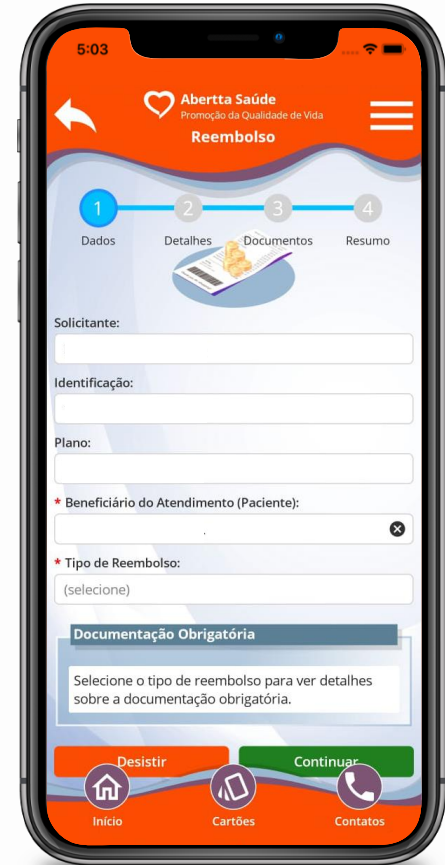 5:03
Abertta Saúde
Promoção da Qualidade de Vida
Reembolso
1 2 3 4
Dados Detalhes Documentos Resumo
Solicitante:
Identificação:
Plano:
* Beneficiário do Atendimento (Paciente):
* Tipo de Reembolso:
(selecione)
Documentação Obrigatória
Selecione o tipo de reembolso para ver detalhes
sobre a documentação obrigatória.
Desistir Continuar
Início Cartões Contatos